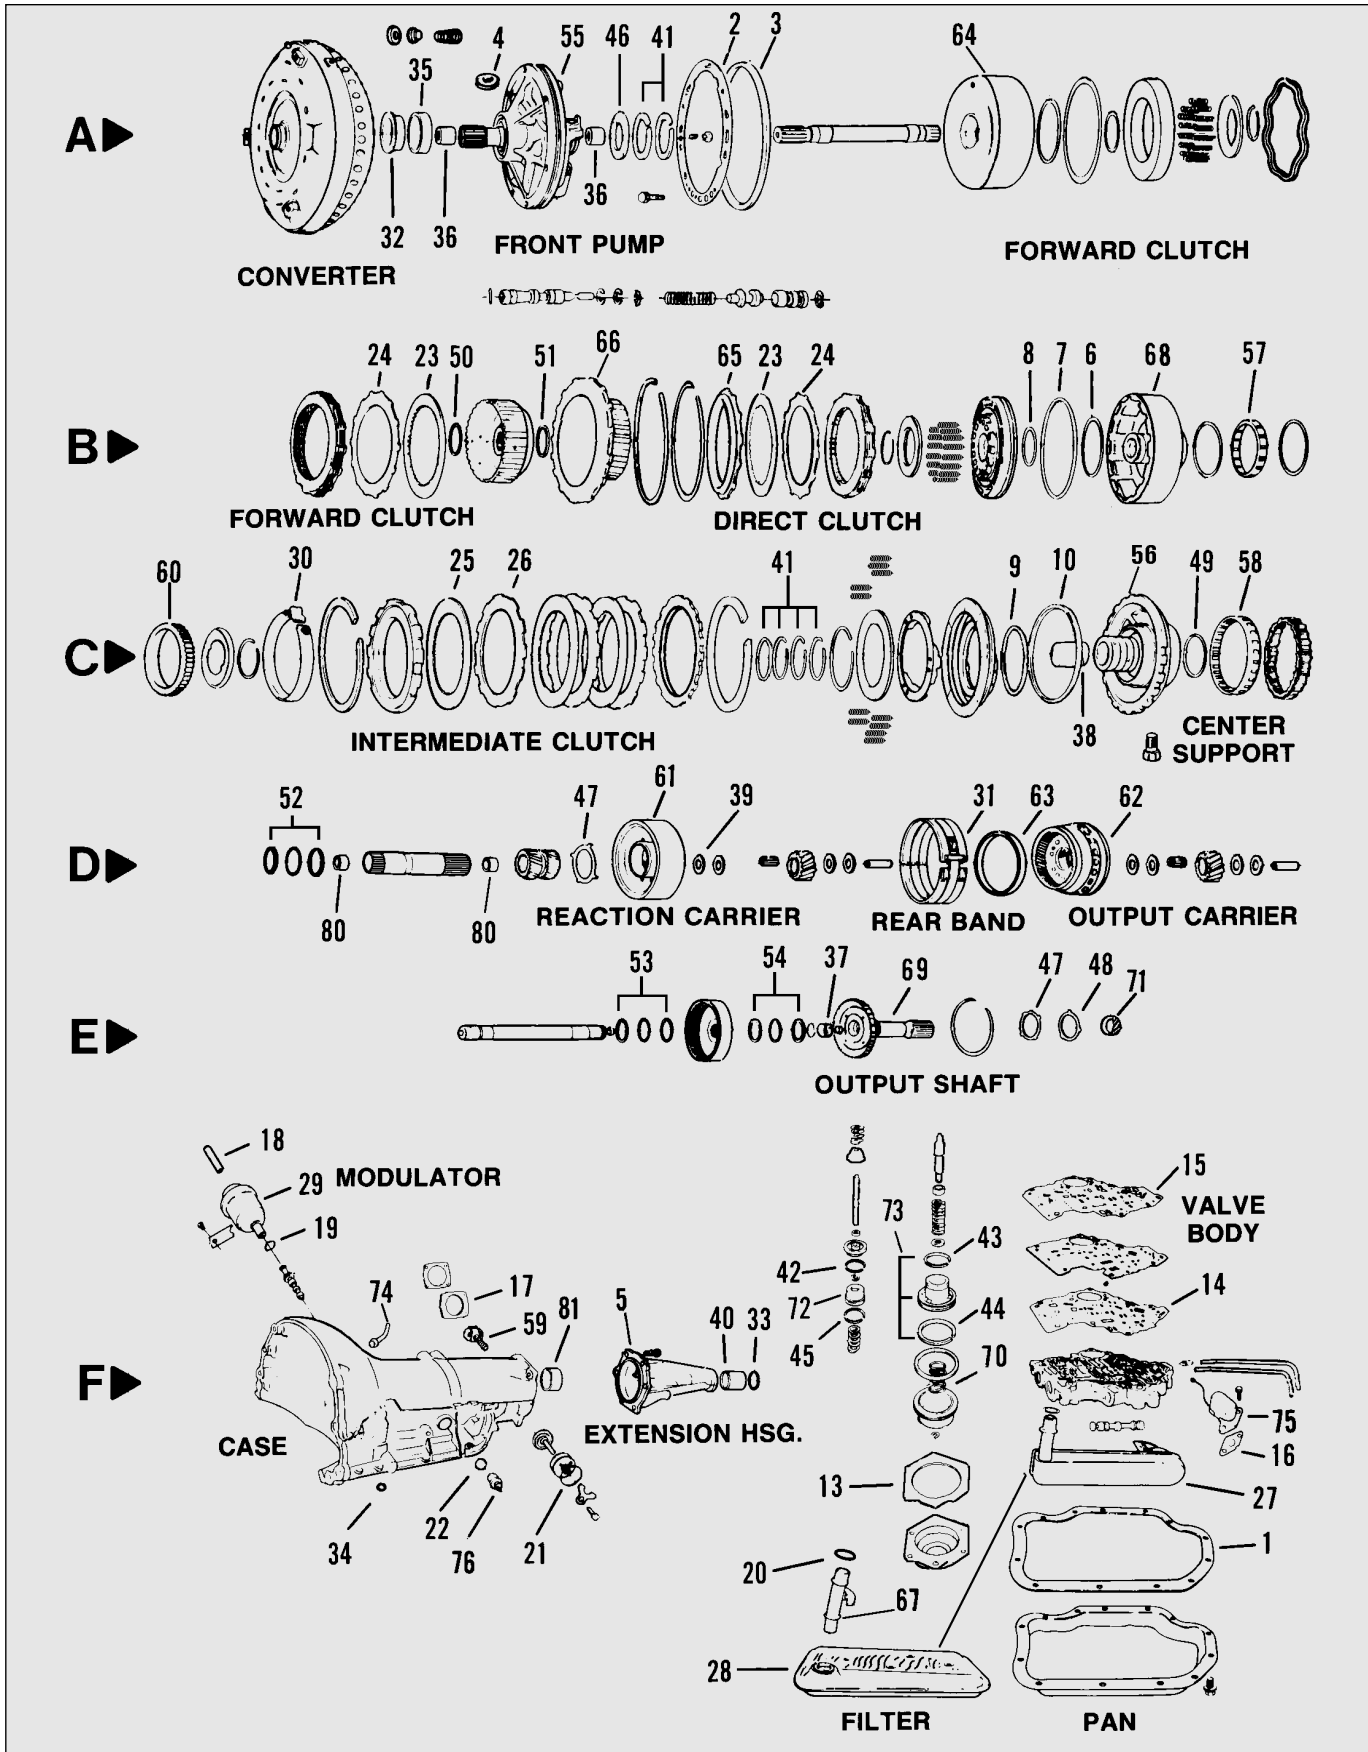 4 55 46 41 2 3 64
35
A
36
32 36
FRONT PUMP
FORWARD CLUTCH
CONVERTER
24 23 50 51 66 65 23 24 8 7 6 68 57
B
FORWARD CLUTCH
DIRECT CLUTCH
60 30 25 26 41 9 10 56 49 58
C
38
INTERMEDIATE CLUTCH
CENTER
SUPPORT
52 47 61 39 31 63 62
D
80 80
REACTION CARRIER
REAR BAND
OUTPUT CARRIER
53 54 37 69 47 48 71
E
OUTPUT SHAFT
18
MODULATOR
29
19
15
VALVE
BODY
73
43
42
17
74
59
81
72
14
5 40 33
44
45
70
F
CASE
EXTENSION HSG.
75
16
13
27
34 22 76 21
1
20
67
28
FILTER
PAN